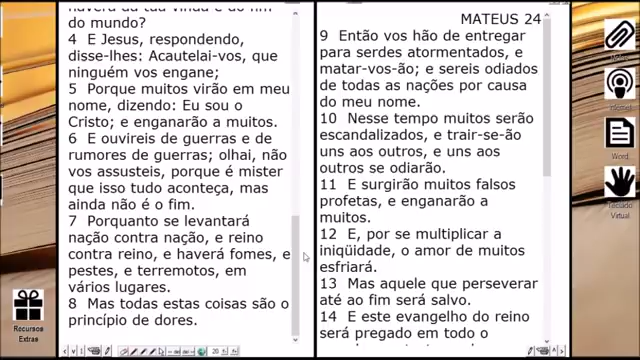 haverá da tua vinda e do fim
do mundo?
4 E Jesus, respondendo,
disse-lhes: Acautelai-vos, que
ninguém vos engane;
5 Porque muitos virão em meu
nome, dizendo: Eu sou o
Cristo; e enganarão a muitos.
6 E ouvireis de guerras e de
rumores de guerras; olhai, não
vos assusteis, porque é mister
que isso tudo aconteça, mas
ainda não é o fim.
7 Porquanto se levantará
nação contra nação, e reino
contra reino, e haverá fomes, e
pestes, e terremotos, em
vários lugares.
8 Mas todas estas coisas são o
princípio de dores.
20
MATEUS 24
9 Então vos hão de entregar
para serdes atormentados, e
matar-vos-ão; e sereis odiados
de todas as nações por causa
do meu nome.
10 Nesse tempo muitos serão
escandalizados, e trair-se-ão
uns aos outros, e uns aos
outros se odiarão.
11 E surgirão muitos falsos
profetas, e enganarão a
muitos.
12 E, por se multiplicar a
iniqüidade, o amor de muitos
esfriará.
13 Mas aquele que perseverar
até ao fim será salvo.
14 E este evangelho do reino
será pregado em todo o
Word
Teclado
Virtual
Recursos
Extras